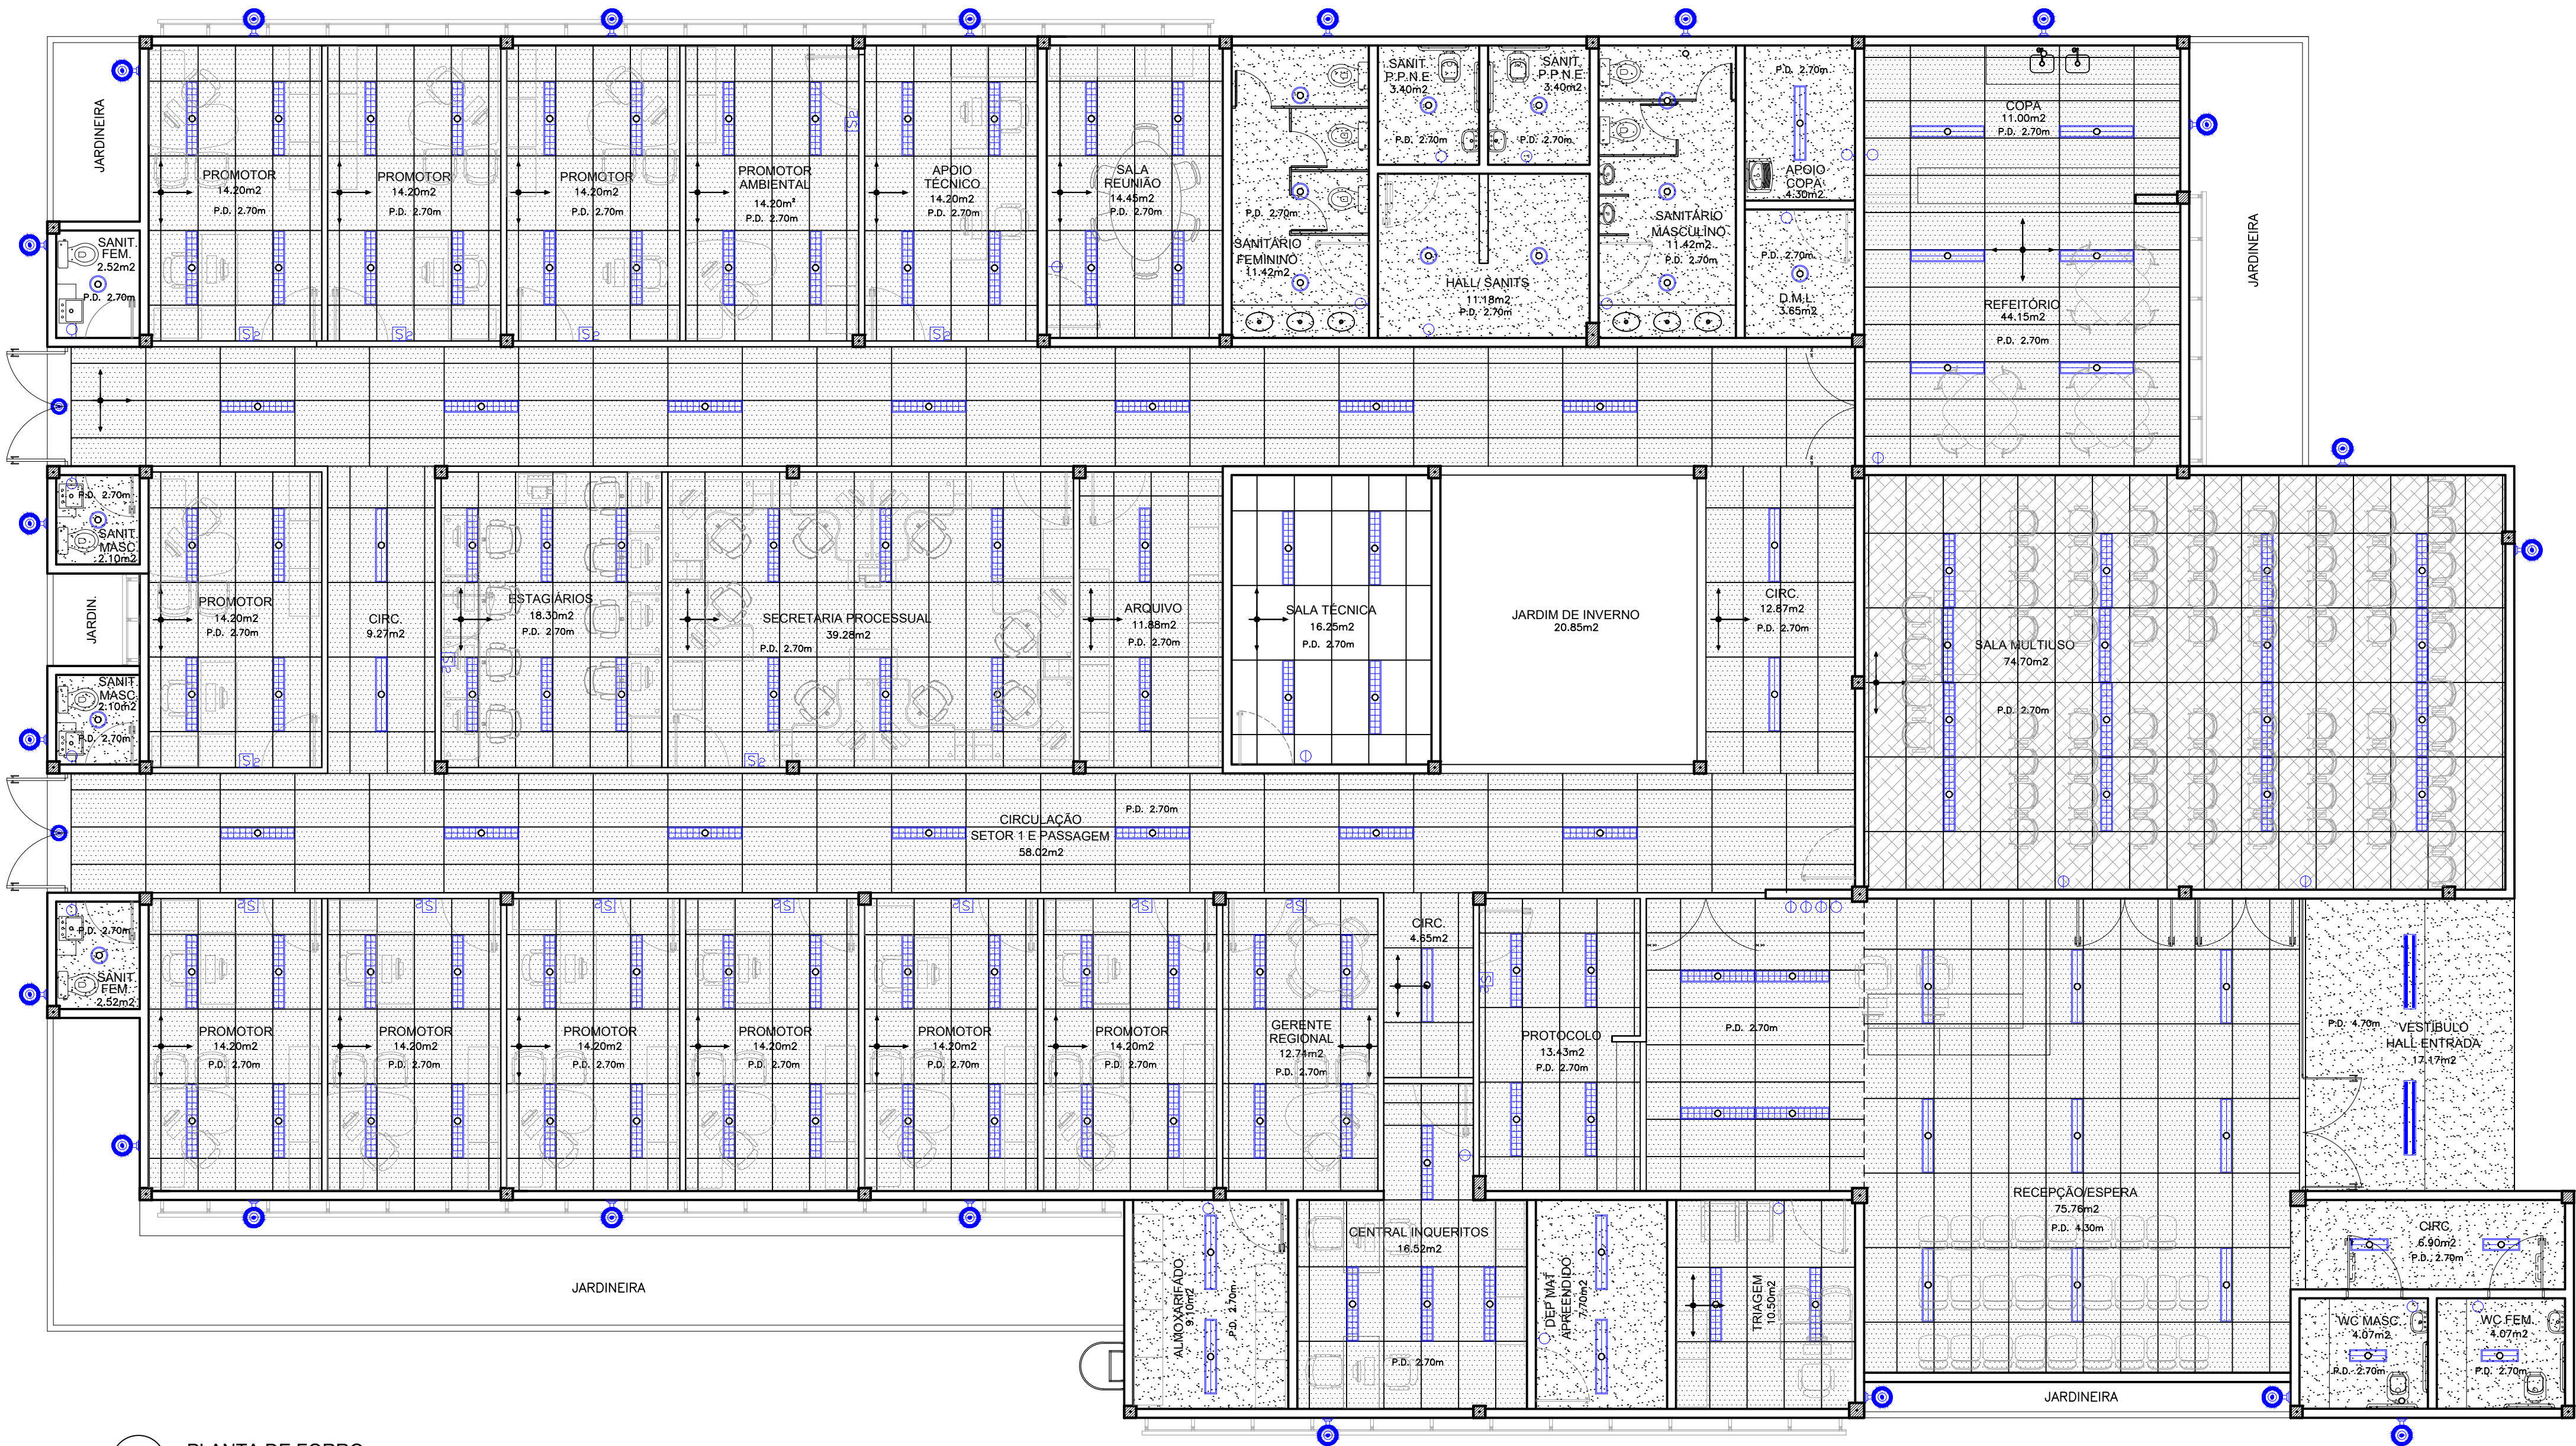 JARDINEIRA
PROMOTOR
14.20m2
P.D. 2.70m
PROMOTOR
14.20m2
P.D. 2.70m
PROMOTOR
14.20m2
P.D. 2.70m
PROMOTOR
AMBIENTAL
14.20m²
P.D. 2.70m
APOIO
TÉCNICO
14.20m2
P.D. 2.70m
SALA
REUNIÃO
14.45m2
P.D. 2.70m
P.D. 2.70m
SANITÁRIO
FEMININO
11.42m2
SANIT.
P.P.N.E
3.40m2
P.D. 2.70m
SANIT.
P.P.N.E
3.40m2
P.D. 2.70m
HALL/ SANITS
11.18m2
P.D. 2.70m
SANITÁRIO
MASCULINO
11.42m2
P.D. 2.70m
P.D. 2.70m
APOIO
COPA
4.30m2
P.D. 2.70m
D.M.L.
3.65m2
COPA
11.00m2
P.D. 2.70m
REFEITÓRIO
44.15m2
P.D. 2.70m
JARDINEIRA
SANIT.
FEM.
2.52m2
P.D. 2.70m
P.D. 2.70m
SANIT.
MASC.
2.10m2
JARDIN.
SANIT.
MASC.
2.10m2
P.D. 2.70m
PROMOTOR
14.20m2
P.D. 2.70m
CIRC.
9.27m2
ESTAGIÁRIOS
18.30m2
P.D. 2.70m
SECRETARIA PROCESSUAL
39.28m2
P.D. 2.70m
ARQUIVO
11.88m2
P.D. 2.70m
SALA TÉCNICA
16.25m2
P.D. 2.70m
JARDIM DE INVERNO
20.85m2
CIRC.
12.87m2
P.D. 2.70m
SALA MULTIUSO
74.70m2
P.D. 2.70m
P.D. 2.70m
CIRCULAÇÃO
SETOR 1 E PASSAGEM
58.02m2
P.D. 2.70m
SANIT.
FEM.
2.52m2
PROMOTOR
14.20m2
P.D. 2.70m
PROMOTOR
14.20m2
P.D. 2.70m
PROMOTOR
14.20m2
P.D. 2.70m
PROMOTOR
14.20m2
P.D. 2.70m
PROMOTOR
14.20m2
P.D. 2.70m
PROMOTOR
14.20m2
P.D. 2.70m
GERENTE
REGIONAL
12.74m2
P.D. 2.70m
CIRC.
4.65m2
PROTOCOLO
13.43m2
P.D. 2.70m
P.D. 2.70m
P.D. 4.70m
VESTIBULO
HALL ENTRADA
17.17m2
RECEPÇÃO/ESPERA
75.76m2
P.D. 4.30m
CIRC.
6.90m2
P.D. 2.70m
JARDINEIRA
ALMOXARIFADO
9.10m2
P.D. 2.70m
CENTRAL INQUERITOS
16.52m2
P.D. 2.70m
DEP MAT
APREENDIDO
7.70m2
TRIAGEM
10.50m2
WC MASC.
4.07m2
P.D. 2.70m
WC FEM.
4.07m2
P.D. 2.70m
JARDINEIRA
PLANTA DE FORRO